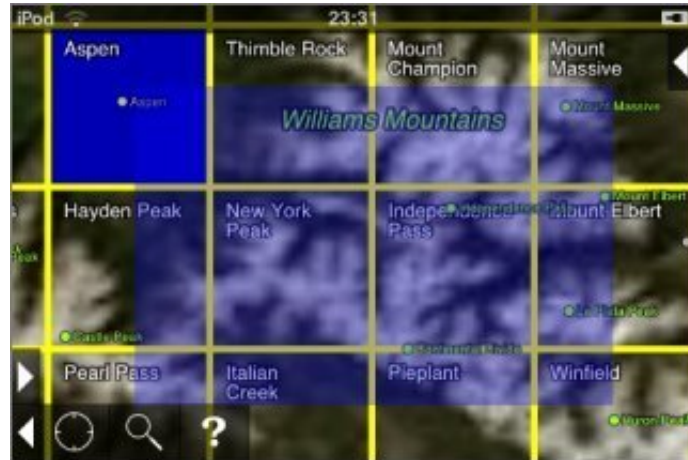 iPod 23:31
Aspen Thimble Rock Mount Champion Mount Massive
Aspen
Mount Massive
Williams Mountains
Mount Elbert
Hayden Peak New York Peak Independence Pass Mount Elbert
Peak
La Plata Peak
Castle Peak
Continental Divide
Pearl Pass Italian Creek Pieplant Winfield
Huron Peak
?